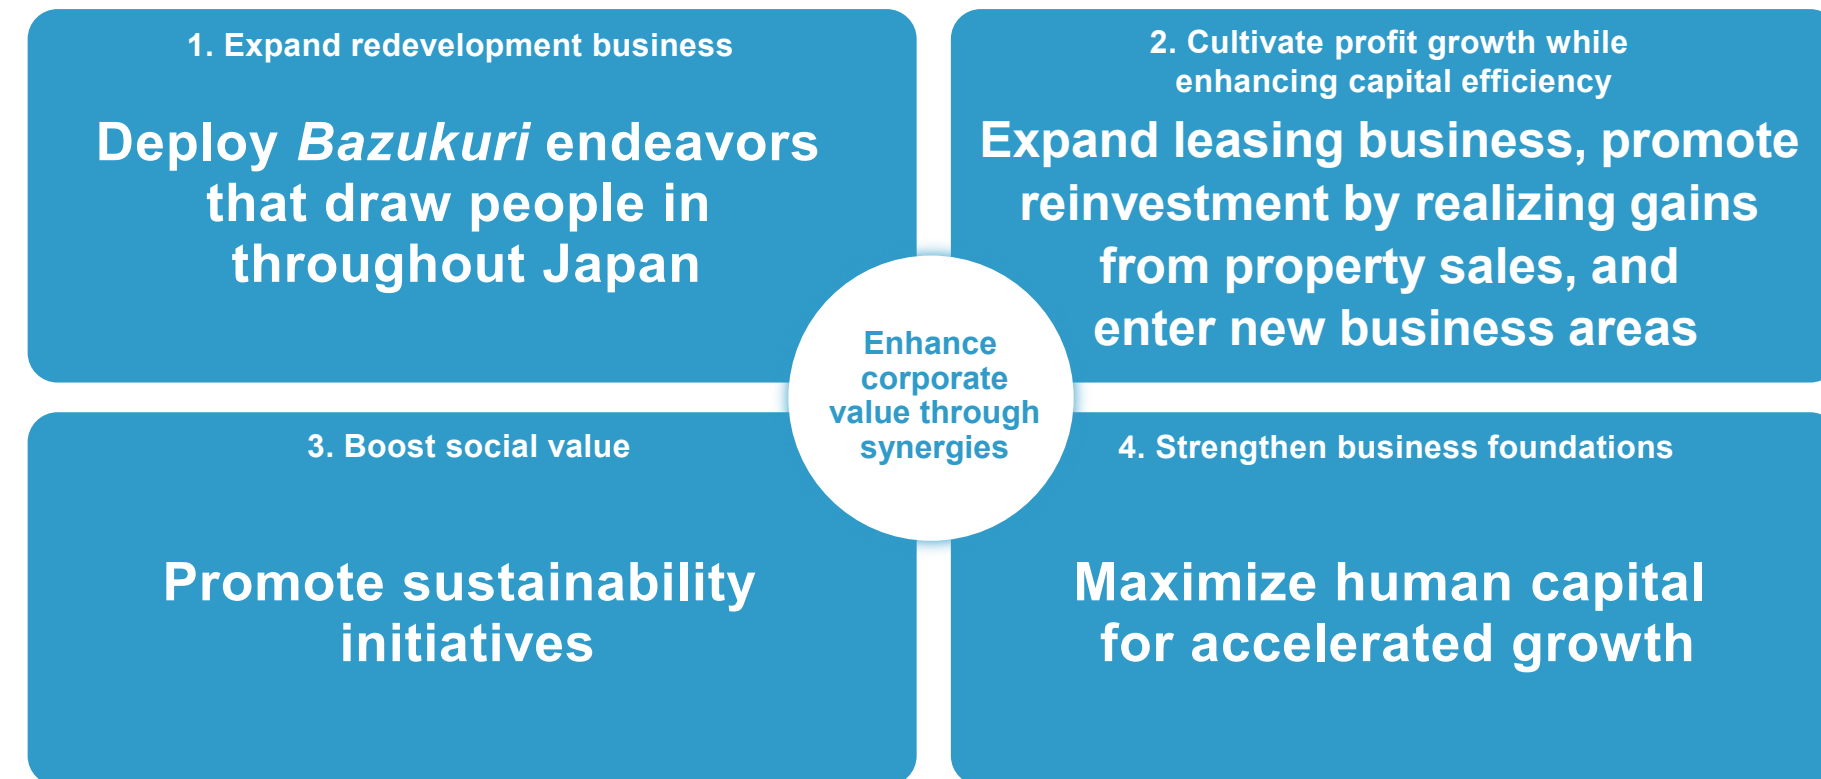 1. Expand redevelopment business
Deploy Bazukuri endeavors
that draw people in
throughout Japan
2. Cultivate profit growth while
enhancing capital efficiency
Expand leasing business, promote
reinvestment by realizing gains
from property sales, and
enter new business areas
Enhance
corporate
value through
synergies
3. Boost social value
Promote sustainability
initiatives
4. Strengthen business foundations
Maximize human capital
for accelerated growth